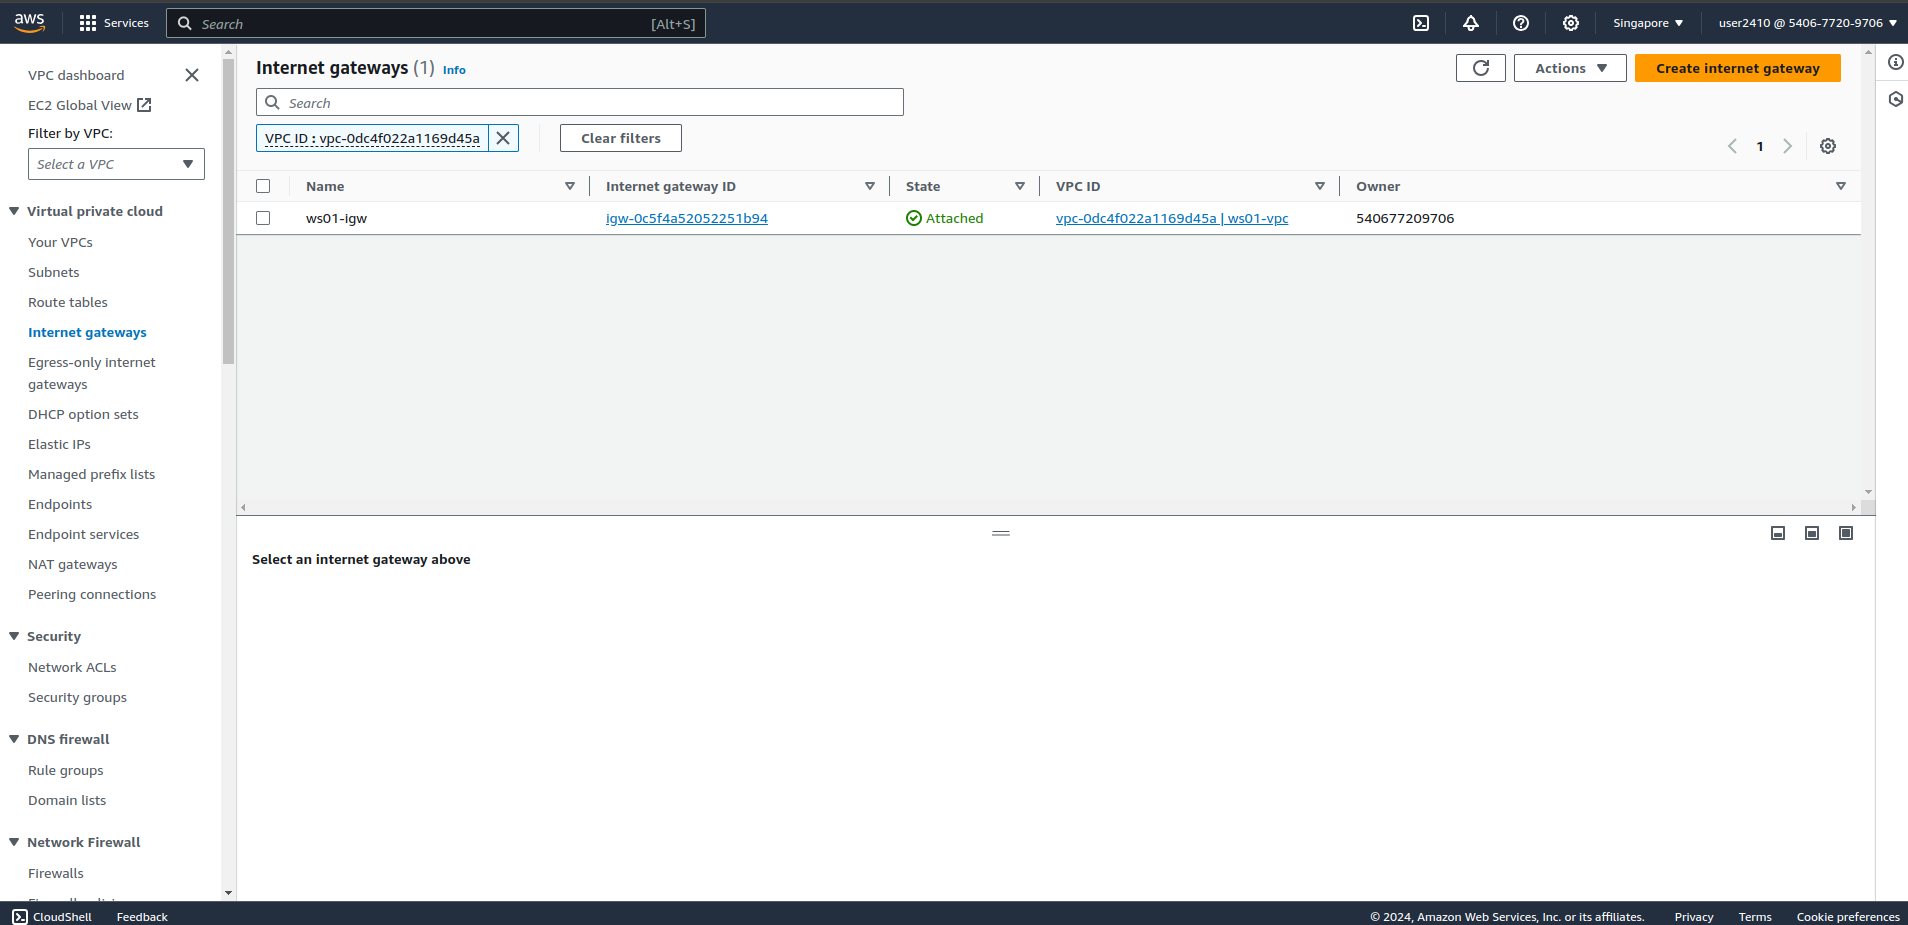 aws
Services
Search
[Alt+S]
Singapore
user2410 @ 5406-7720-9706
VPC dashboard
EC2 Global View
Filter by VPC:
Select a VPC
Virtual private cloud
Your VPCs
Subnets
Route tables
Internet gateways
Egress-only internet
gateways
DHCP option sets
Elastic IPs
Managed prefix lists
Endpoints
Endpoint services
NAT gateways
Peering connections
Security
Network ACLs
Security groups
DNS firewall
Rule groups
Domain lists
Network Firewall
Firewalls
Internet gateways (1) Info
Actions
Create internet gateway
Search
VPC ID : vpc-0dc4f022a1169d45a
Clear filters
1
Name
Internet gateway ID
State
VPC ID
Owner
ws01-igw
igw-0c5f4a52052251b94
Attached
vpc-0dc4f022a1169d45a | ws01-vpc
540677209706
Select an internet gateway above
CloudShell
Feedback
© 2024, Amazon Web Services, Inc. or its affiliates.
Privacy
Terms
Cookie preferences